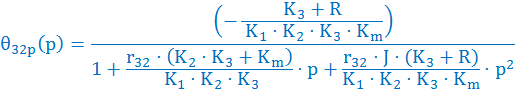 θ₃₂ₚ(p) = (−(K₃ + R)/(K₁ · K₂ · K₃ · Kₘ)) / (1 + (r₃₂ · (K₂ · K₃ + Kₘ))/(K₁ · K₂ · K₃) · p + (r₃₂ · J · (K₃ + R))/(K₁ · K₂ · K₃ · Kₘ) · p²)